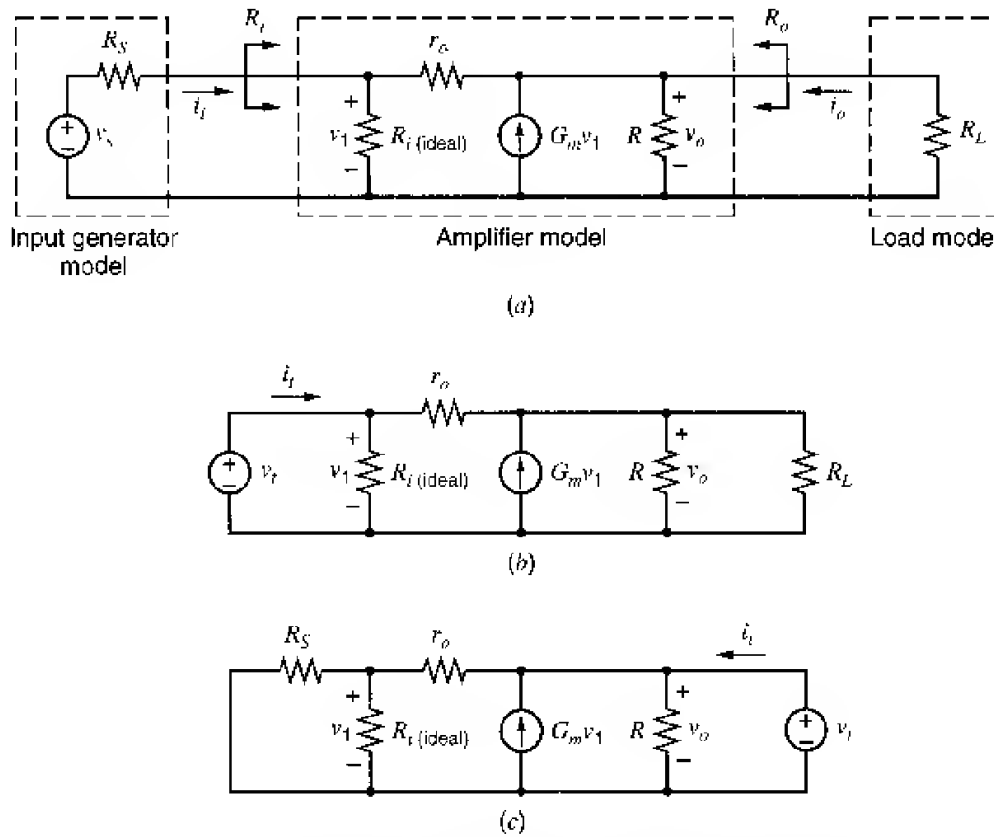 R_i
R_o
R_S
r_o
i_i
i_o
+
v_s
−
+
v_1
−
R_i (ideal)
G_m v_1
R
+
v_o
−
R_L
Input generator
model
Amplifier model
Load mode
(a)
i_t
r_o
+
v_t
−
+
v_1
−
R_i (ideal)
G_m v_1
R
+
v_o
−
R_L
(b)
R_S
r_o
i_t
+
v_1
−
R_i (ideal)
G_m v_1
R
+
v_o
−
+
v_t
−
(c)